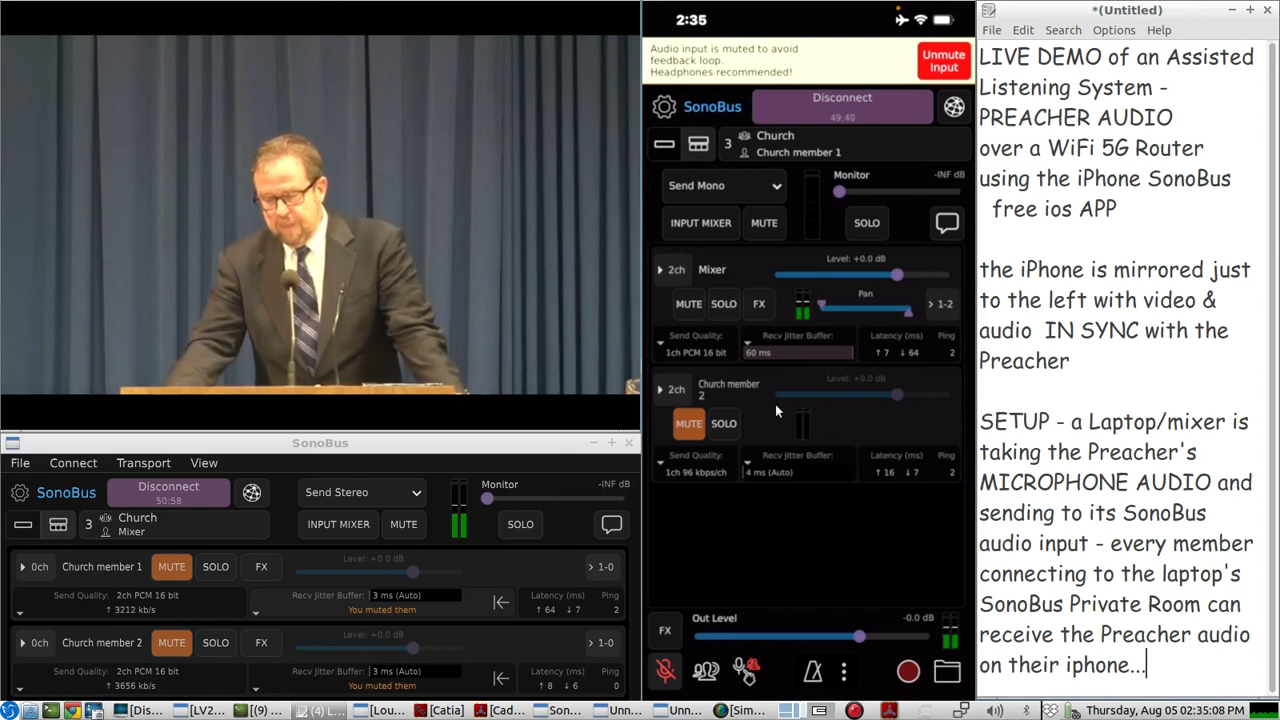 2:35
Audio input is muted to avoid
feedback loop.
Headphones recommended!
Unmute
Input
SonoBus
Disconnect
49:40
3 Church
Church member 1
Send Mono
Monitor
-INF dB
INPUT MIXER
MUTE
SOLO
2ch Mixer
Level: +0.0 dB
MUTE SOLO FX
Pan
1-2
Send Quality:
1ch PCM 16 bit
Recv Jitter Buffer:
60 ms
Latency (ms)
↑ 7 ↓ 64
Ping
2
2ch Church member
2
Level: +0.0 dB
MUTE SOLO
Send Quality:
1ch 96 kbps/ch
Recv Jitter Buffer:
4 ms (Auto)
Latency (ms)
↑ 16 ↓ 7
Ping
2
FX
Out Level
-0.0 dB
SonoBus
File Connect Transport View
SonoBus
Disconnect
50:58
Send Stereo
Monitor
-INF dB
3 Church
Mixer
INPUT MIXER
MUTE
SOLO
0ch Church member 1 MUTE SOLO FX
Level: +0.0 dB
1-0
Send Quality: 2ch PCM 16 bit
↑ 3212 kb/s
Recv Jitter Buffer: 3 ms (Auto)
You muted them
Latency (ms)
↑ 64 ↓ 7
Ping
2
0ch Church member 2 MUTE SOLO FX
Level: +0.0 dB
1-0
Send Quality: 2ch PCM 16 bit
↑ 3656 kb/s
Recv Jitter Buffer: 3 ms (Auto)
You muted them
Latency (ms)
↑ 8 ↓ 6
Ping
0
*(Untitled)
File Edit Search Options Help
LIVE DEMO of an Assisted
Listening System -
PREACHER AUDIO
over a WiFi 5G Router
using the iPhone SonoBus
free ios APP
the iPhone is mirrored just
to the left with video &
audio IN SYNC with the
Preacher
SETUP - a Laptop/mixer is
taking the Preacher's
MICROPHONE AUDIO and
sending to its SonoBus
audio input - every member
connecting to the laptop's
SonoBus Private Room can
receive the Preacher audio
on their iphone...
[Dis... [LV2... [(9) ... (4) L... [Lou... [Catia] [Cad... Son... Unn... Unn... [Sim... Thursday, Aug 05 02:35:08 PM